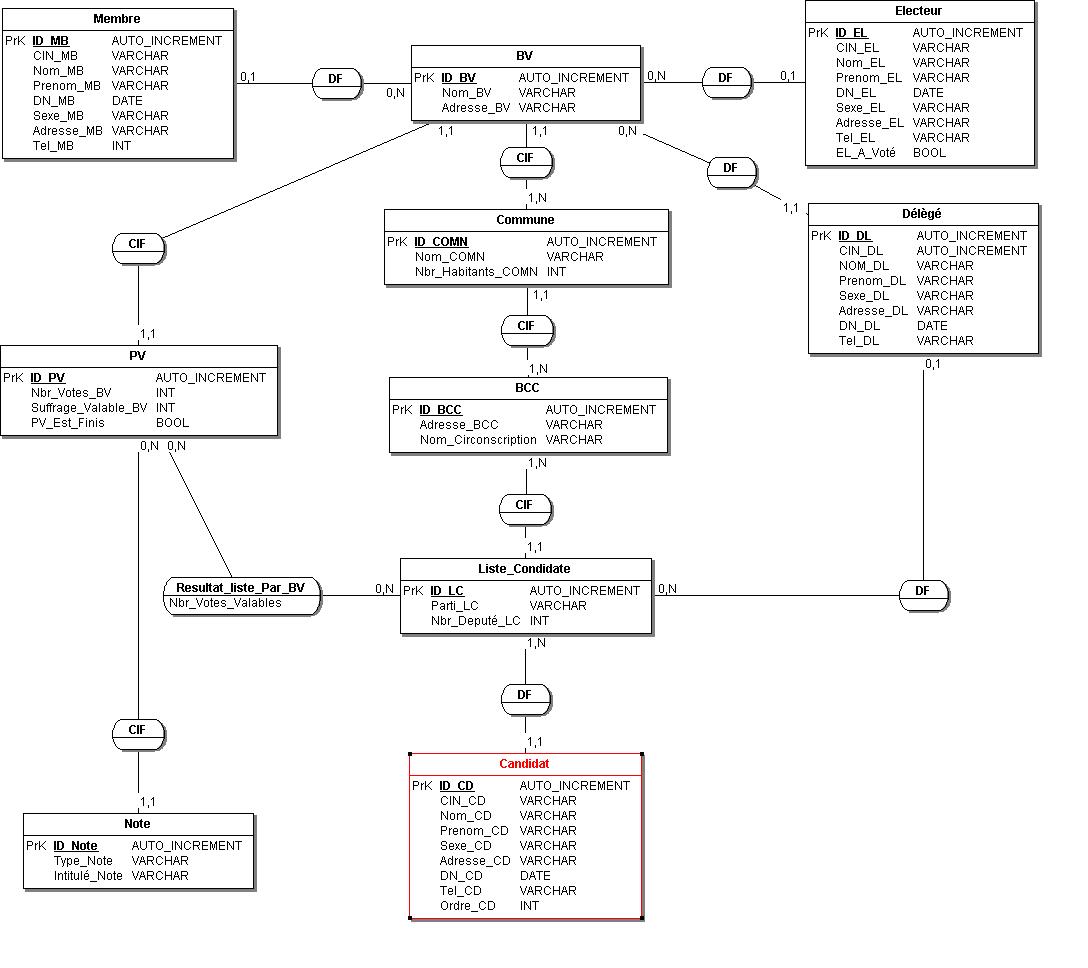 Membre
PrK ID_MB AUTO_INCREMENT
CIN_MB VARCHAR
Nom_MB VARCHAR
Prenom_MB VARCHAR
DN_MB DATE
Sexe_MB VARCHAR
Adresse_MB VARCHAR
Tel_MB INT
0,1
DF
0,N
BV
PrK ID_BV AUTO_INCREMENT
Nom_BV VARCHAR
Adresse_BV VARCHAR
0,N
DF
0,1
Electeur
PrK ID_EL AUTO_INCREMENT
CIN_EL VARCHAR
Nom_EL VARCHAR
Prenom_EL VARCHAR
DN_EL DATE
Sexe_EL VARCHAR
Adresse_EL VARCHAR
Tel_EL VARCHAR
EL_A_Voté BOOL
1,1
1,1
0,N
CIF
DF
1,N
1,1
Commune
PrK ID_COMN AUTO_INCREMENT
Nom_COMN VARCHAR
Nbr_Habitants_COMN INT
Délègé
PrK ID_DL AUTO_INCREMENT
CIN_DL AUTO_INCREMENT
NOM_DL VARCHAR
Prenom_DL VARCHAR
Sexe_DL VARCHAR
Adresse_DL VARCHAR
DN_DL DATE
Tel_DL VARCHAR
CIF
1,1
1,1
CIF
1,N
0,1
PV
PrK ID_PV AUTO_INCREMENT
Nbr_Votes_BV INT
Suffrage_Valable_BV INT
PV_Est_Finis BOOL
BCC
PrK ID_BCC AUTO_INCREMENT
Adresse_BCC VARCHAR
Nom_Circonscription VARCHAR
0,N 0,N
1,N
CIF
1,1
Resultat_liste_Par_BV
Nbr_Votes_Valables
0,N
Liste_Condidate
PrK ID_LC AUTO_INCREMENT
Parti_LC VARCHAR
Nbr_Deputé_LC INT
0,N
DF
1,N
DF
1,1
CIF
1,1
Candidat
PrK ID_CD AUTO_INCREMENT
CIN_CD VARCHAR
Nom_CD VARCHAR
Prenom_CD VARCHAR
Sexe_CD VARCHAR
Adresse_CD VARCHAR
DN_CD DATE
Tel_CD VARCHAR
Ordre_CD INT
Note
PrK ID_Note AUTO_INCREMENT
Type_Note VARCHAR
Intitulé_Note VARCHAR